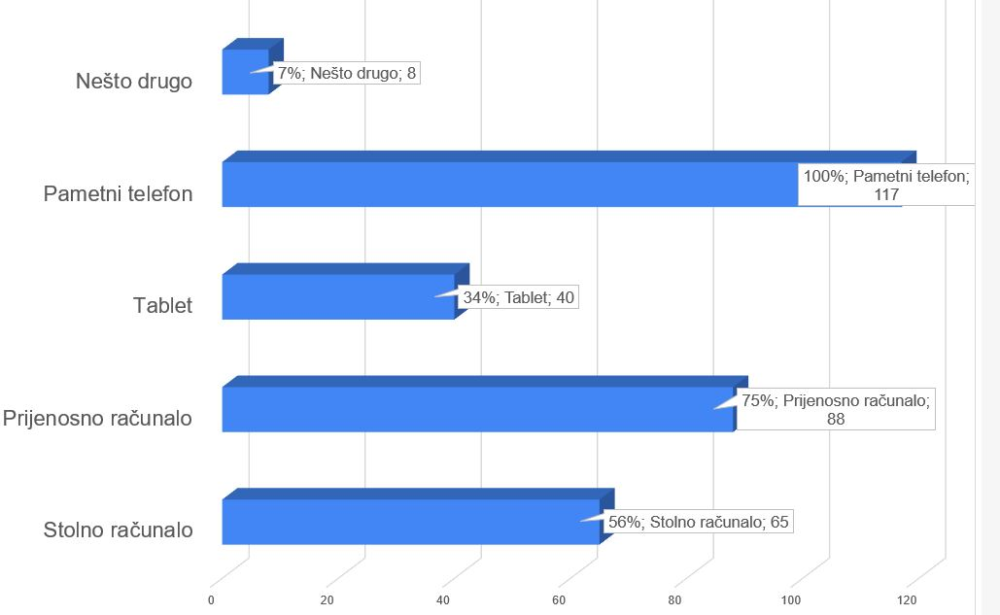 Nešto drugo
7%; Nešto drugo; 8
Pametni telefon
100%; Pametni telefon;
117
Tablet
34%; Tablet; 40
Prijenosno računalo
75%; Prijenosno računalo;
88
Stolno računalo
56%; Stolno računalo; 65
0 20 40 60 80 100 120